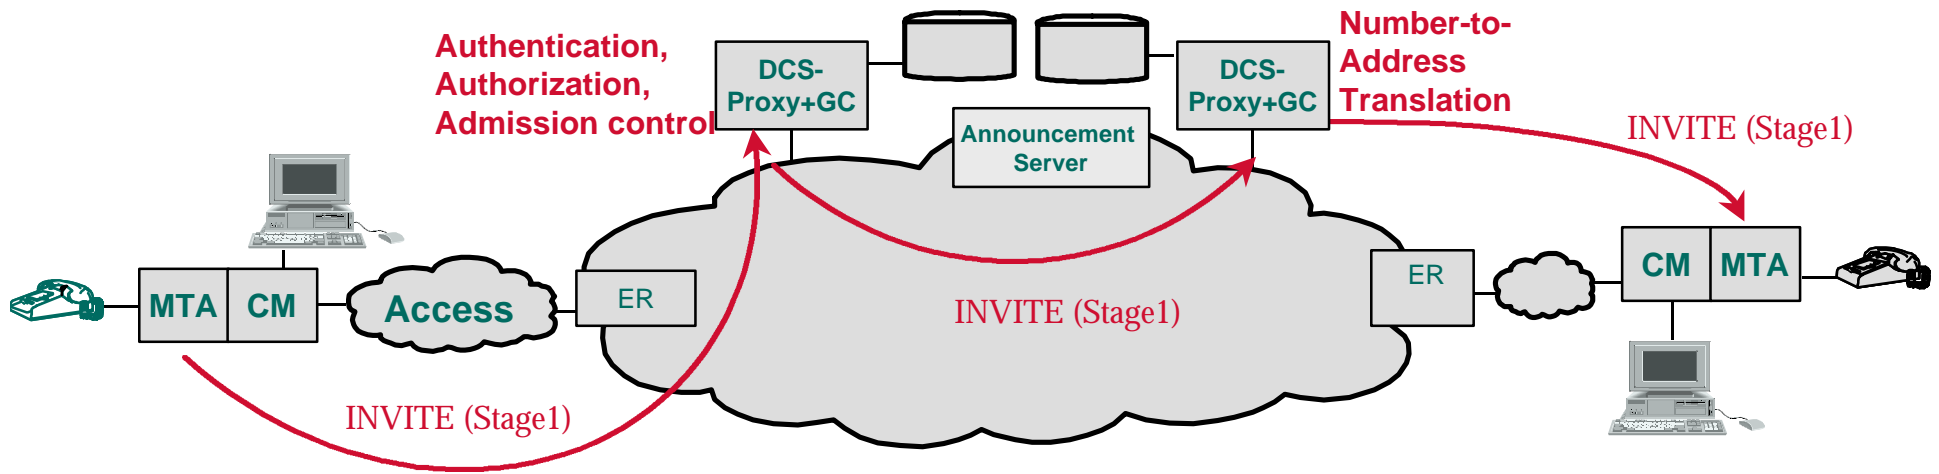 Authentication,
Authorization,
Admission control
DCS-
Proxy+GC
DCS-
Proxy+GC
Number-to-
Address
Translation
Announcement
Server
INVITE (Stage1)
MTA
CM
Access
ER
INVITE (Stage1)
ER
CM
MTA
INVITE (Stage1)